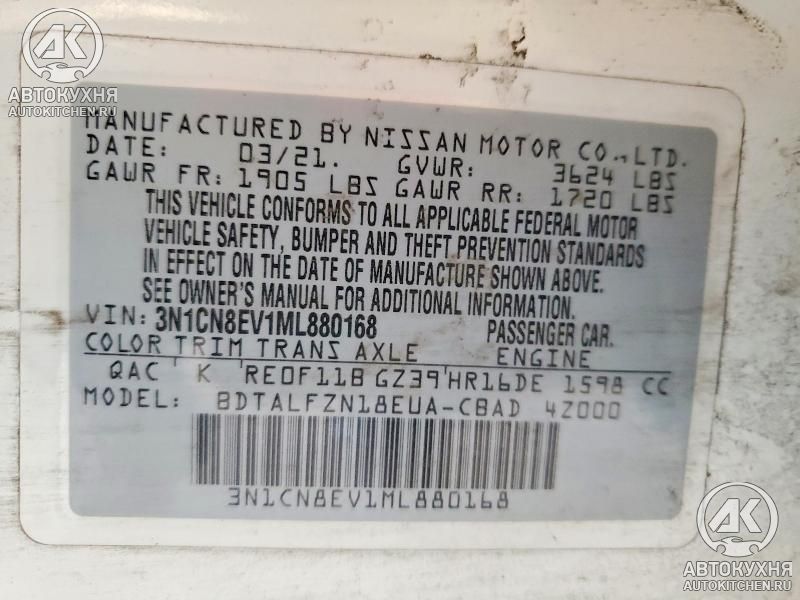 АК
АВТОКУХНЯ
AUTOKITCHEN.RU
MANUFACTURED BY NISSAN MOTOR CO., LTD.
DATE: 03/21. GVWR: 3624 LBS
GAWR FR: 1905 LBS GAWR RR: 1720 LBS
THIS VEHICLE CONFORMS TO ALL APPLICABLE FEDERAL MOTOR
VEHICLE SAFETY, BUMPER AND THEFT PREVENTION STANDARDS
IN EFFECT ON THE DATE OF MANUFACTURE SHOWN ABOVE.
SEE OWNER'S MANUAL FOR ADDITIONAL INFORMATION.
VIN: 3N1CN8EV1ML880168 PASSENGER CAR.
COLOR TRIM TRANS AXLE ENGINE
QAC K RE0F11B GZ39 HR16DE 1598 CC
MODEL: BDTALFZN18EUA-CBAD 4Z000
3N1CN8EV1ML880168
АК
АВТОКУХНЯ
AUTOKITCHEN.RU